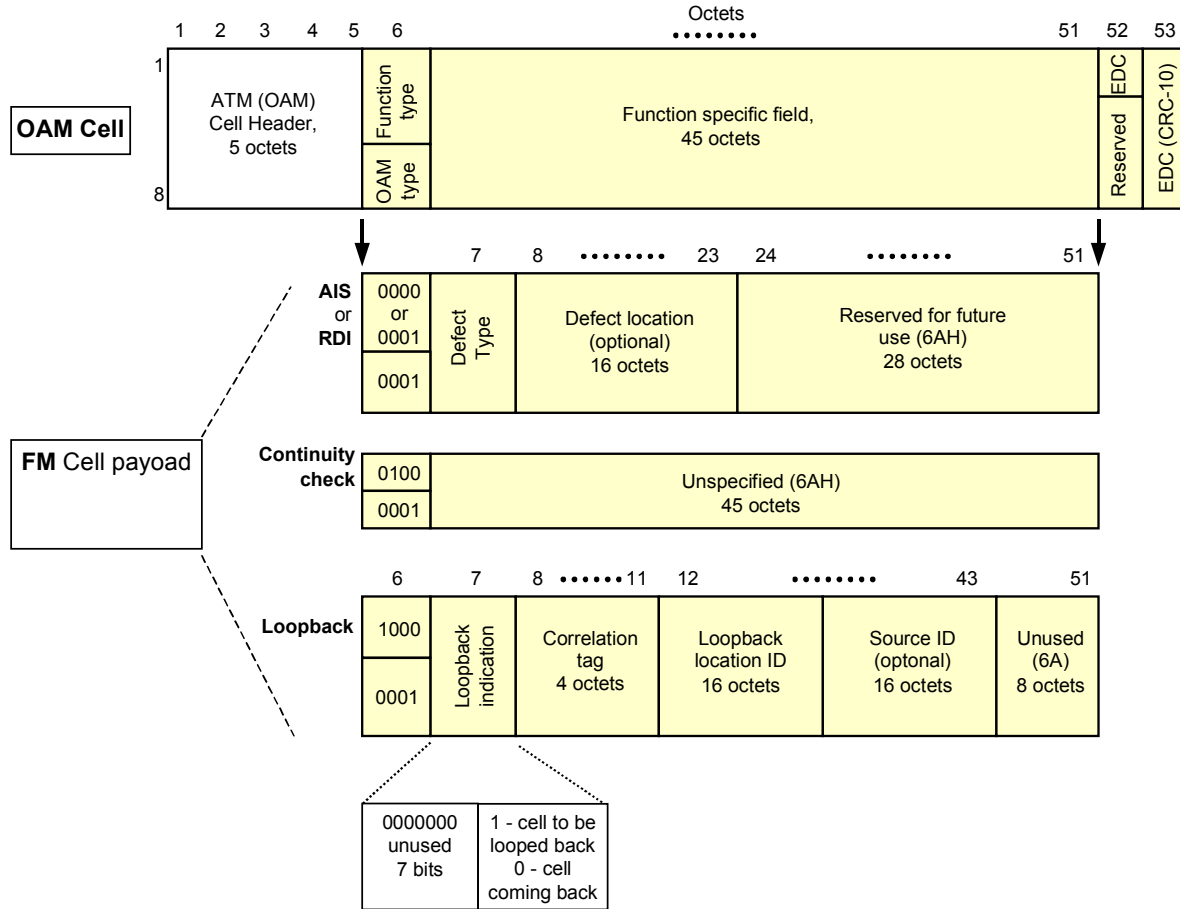 Octets
1 2 3 4 5 6 51 52 53
1
8
OAM Cell
ATM (OAM)
Cell Header,
5 octets
Function
type
OAM
type
Function specific field,
45 octets
EDC
Reserved
EDC (CRC-10)
7 8 23 24 51
AIS
or
RDI
0000
or
0001
0001
Defect
Type
Defect location
(optional)
16 octets
Reserved for future
use (6AH)
28 octets
FM Cell payoad
Continuity
check
0100
0001
Unspecified (6AH)
45 octets
6 7 8 11 12 43 51
Loopback
1000
0001
Loopback
indication
Correlation
tag
4 octets
Loopback
location ID
16 octets
Source ID
(optonal)
16 octets
Unused
(6A)
8 octets
0000000
unused
7 bits
1 - cell to be
looped back
0 - cell
coming back